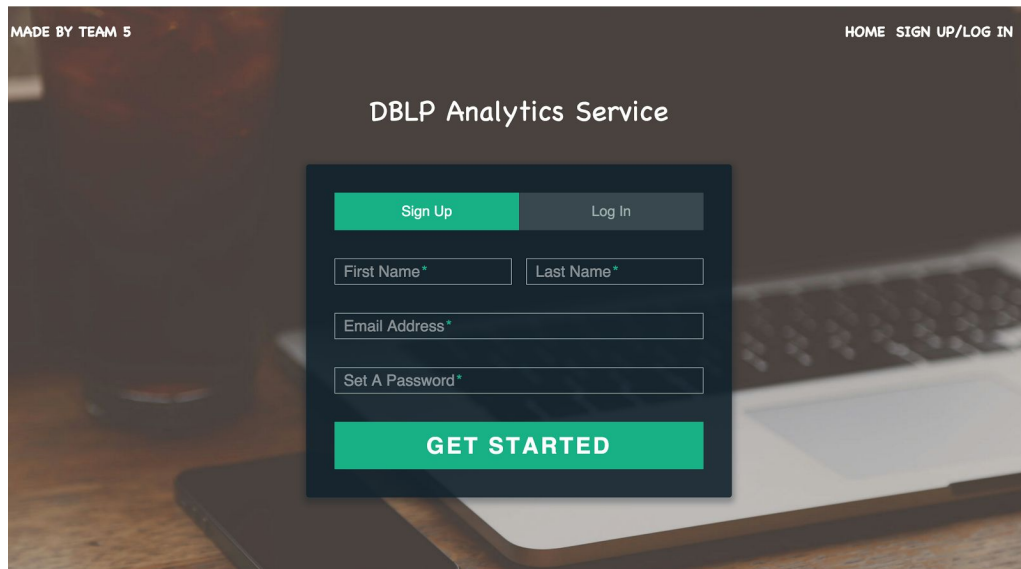 MADE BY TEAM 5
HOME SIGN UP/LOG IN
DBLP Analytics Service
Sign Up Log In
First Name* Last Name*
Email Address*
Set A Password*
GET STARTED